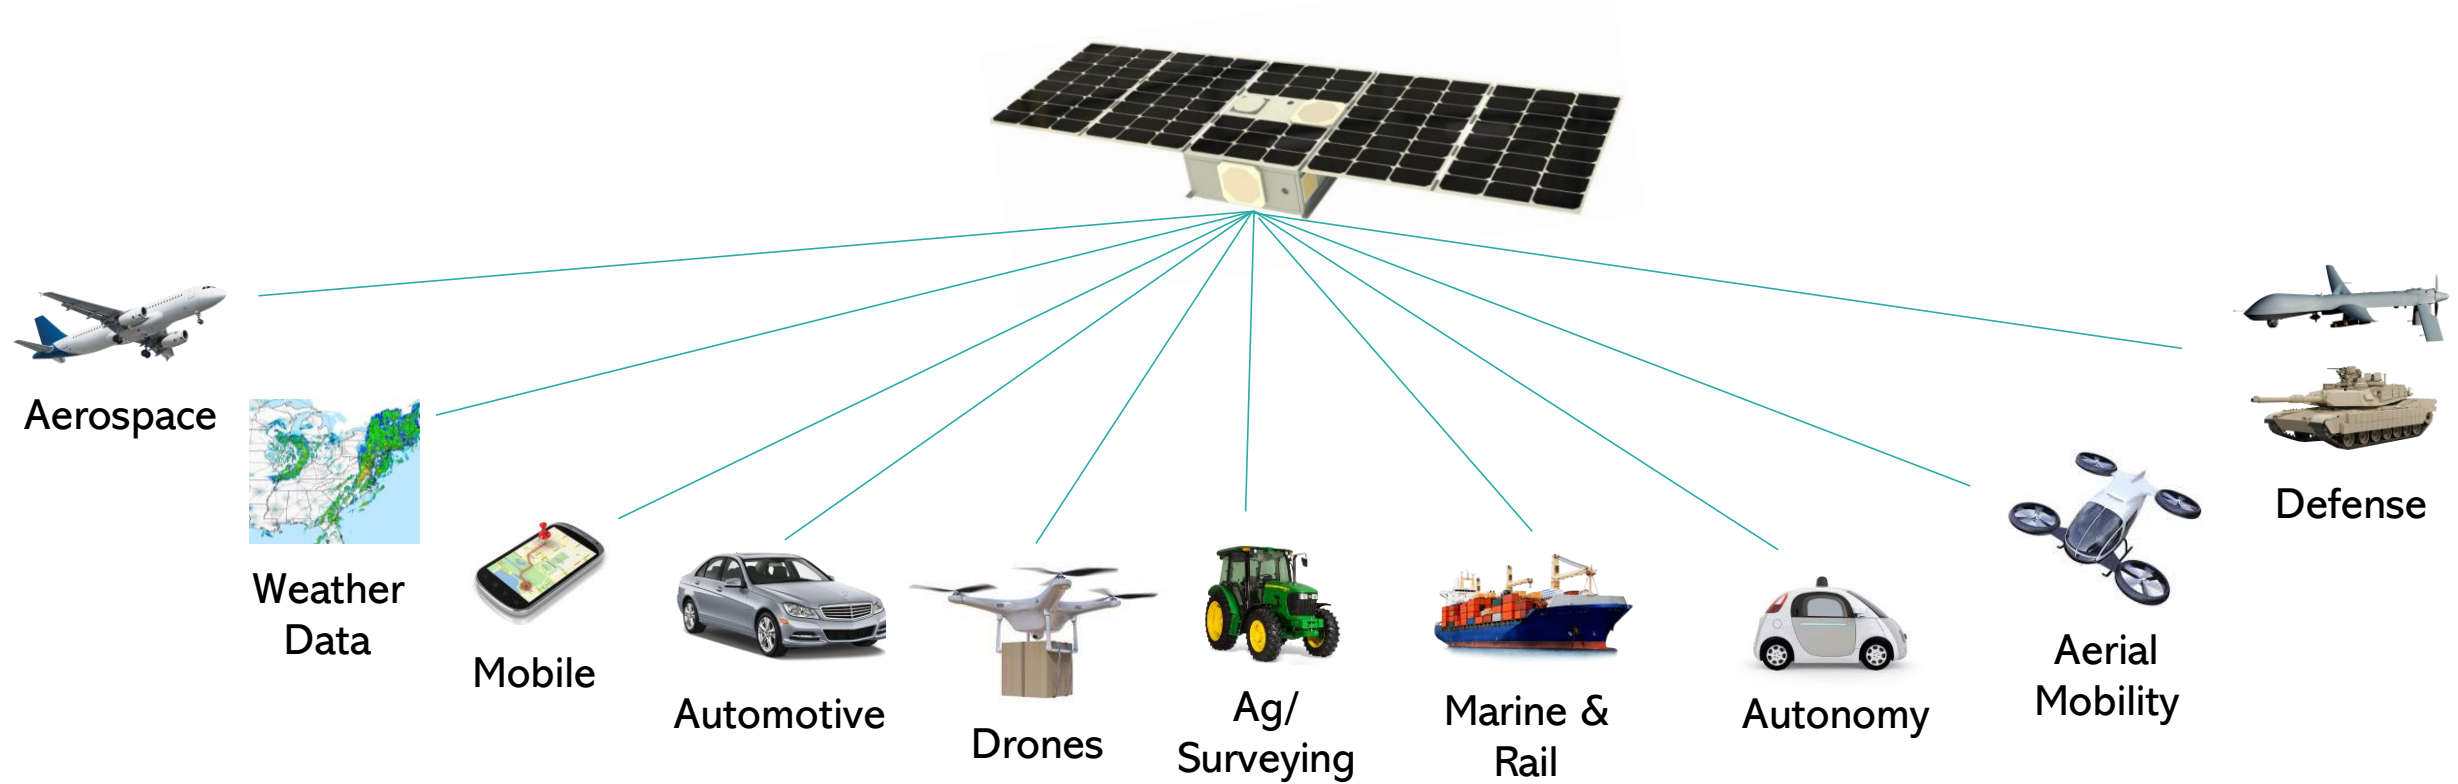 Aerospace
Weather
Data
Mobile
Automotive
Drones
Ag/
Surveying
Marine &
Rail
Autonomy
Aerial
Mobility
Defense